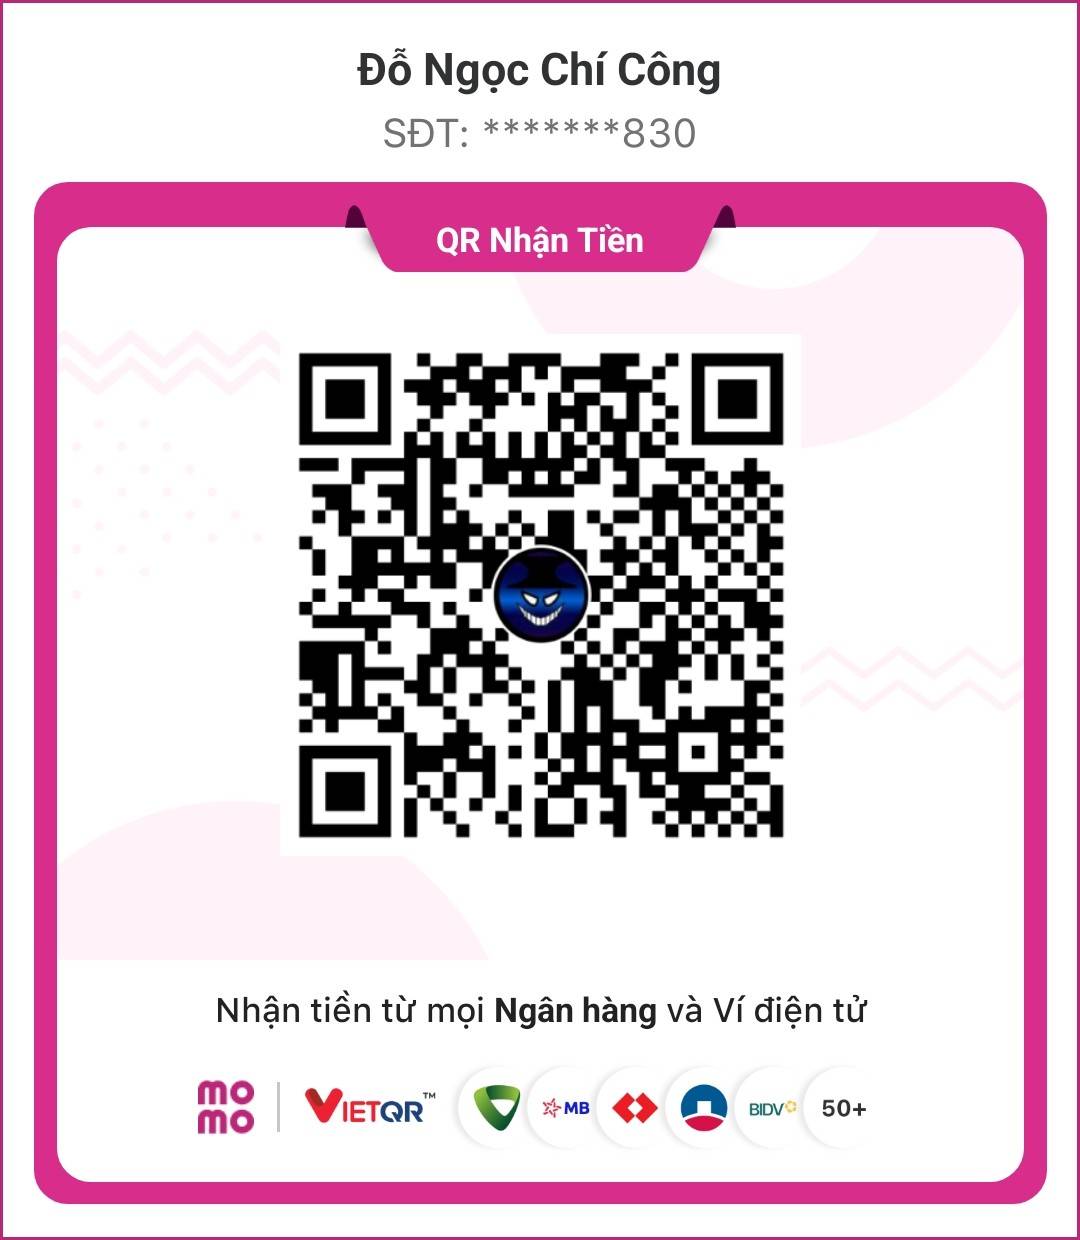 Đỗ Ngọc Chí Công
SĐT: *******830
QR Nhận Tiền
Nhận tiền từ mọi Ngân hàng và Ví điện tử
mo
mo
VIETQR™
MB
BIDV
50+